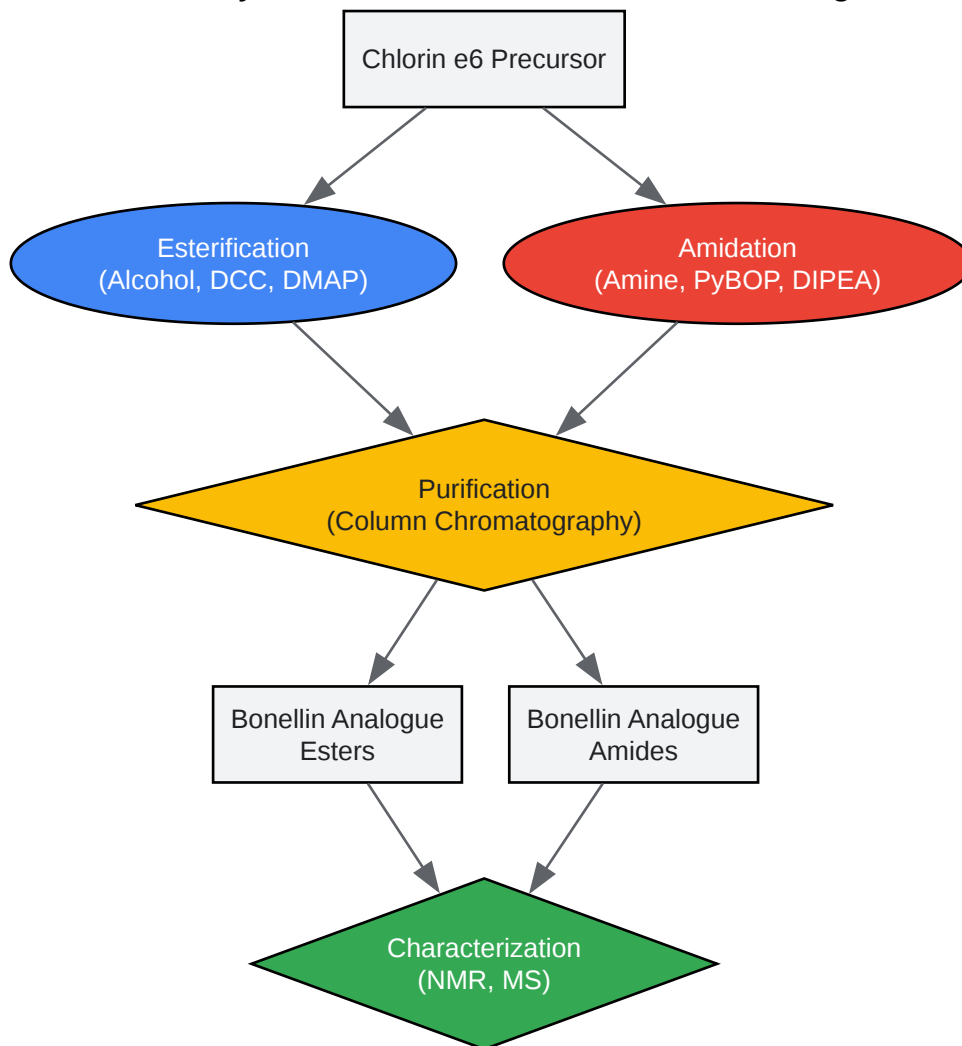 Chlorin e6 Precursor
Esterification
(Alcohol, DCC, DMAP)
Amidation
(Amine, PyBOP, DIPEA)
Purification
(Column Chromatography)
Bonellin Analogue
Esters
Bonellin Analogue
Amides
Characterization
(NMR, MS)